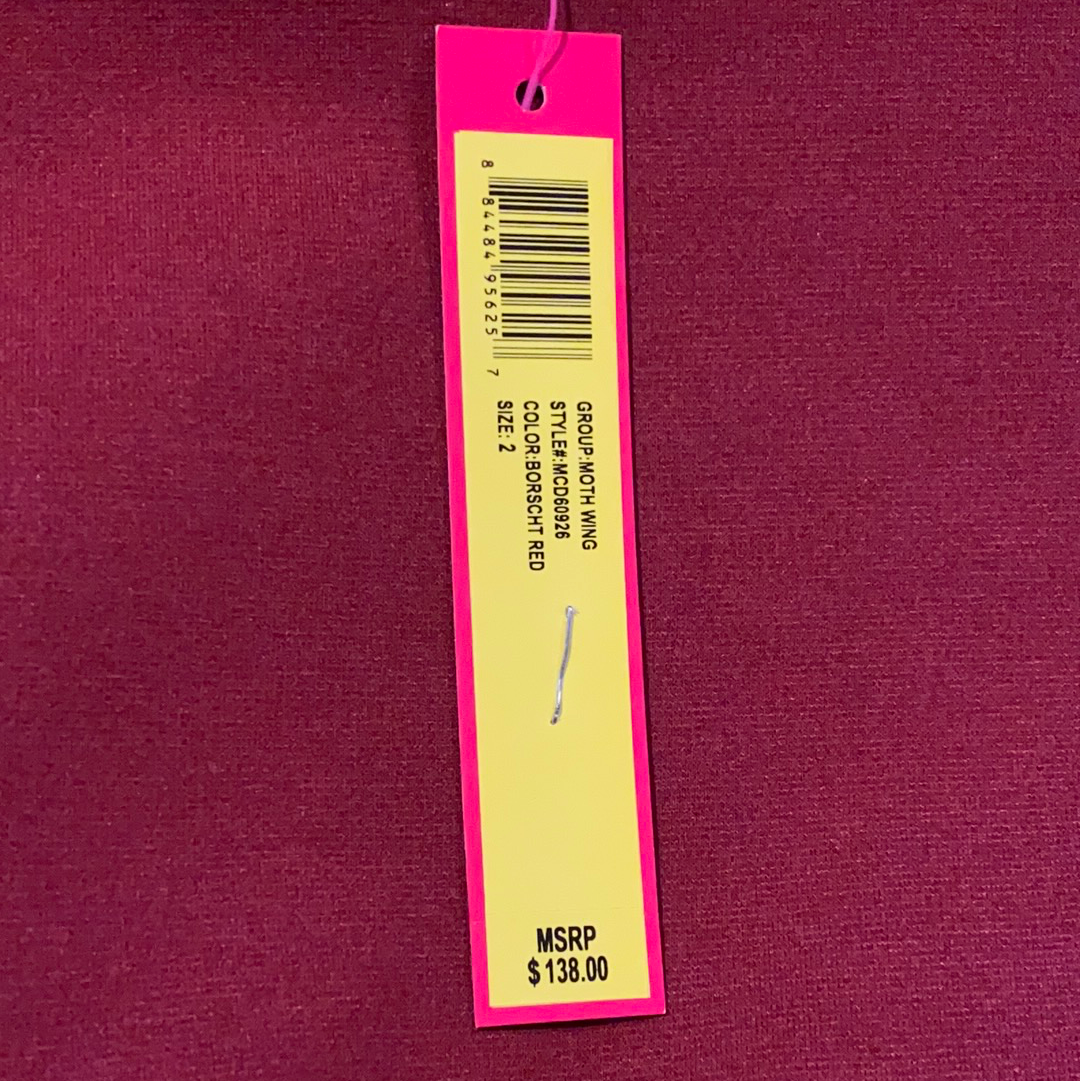 8 84484 95625 7
GROUP:MOTH WING
STYLE#:MCD60926
COLOR:BORSCHT RED
SIZE: 2
MSRP
$138.00